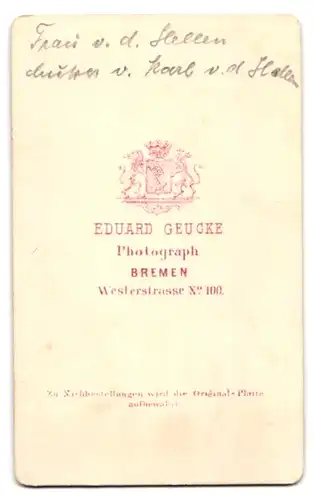 Frau v. d. Hellen
Mutter v. Karl v. d Hellen
EDUARD GEUCKE
Photograph
BREMEN
Westerstrasse No. 100.
Zu Nachbestellungen wird die Original-Platte
aufbewahrt.